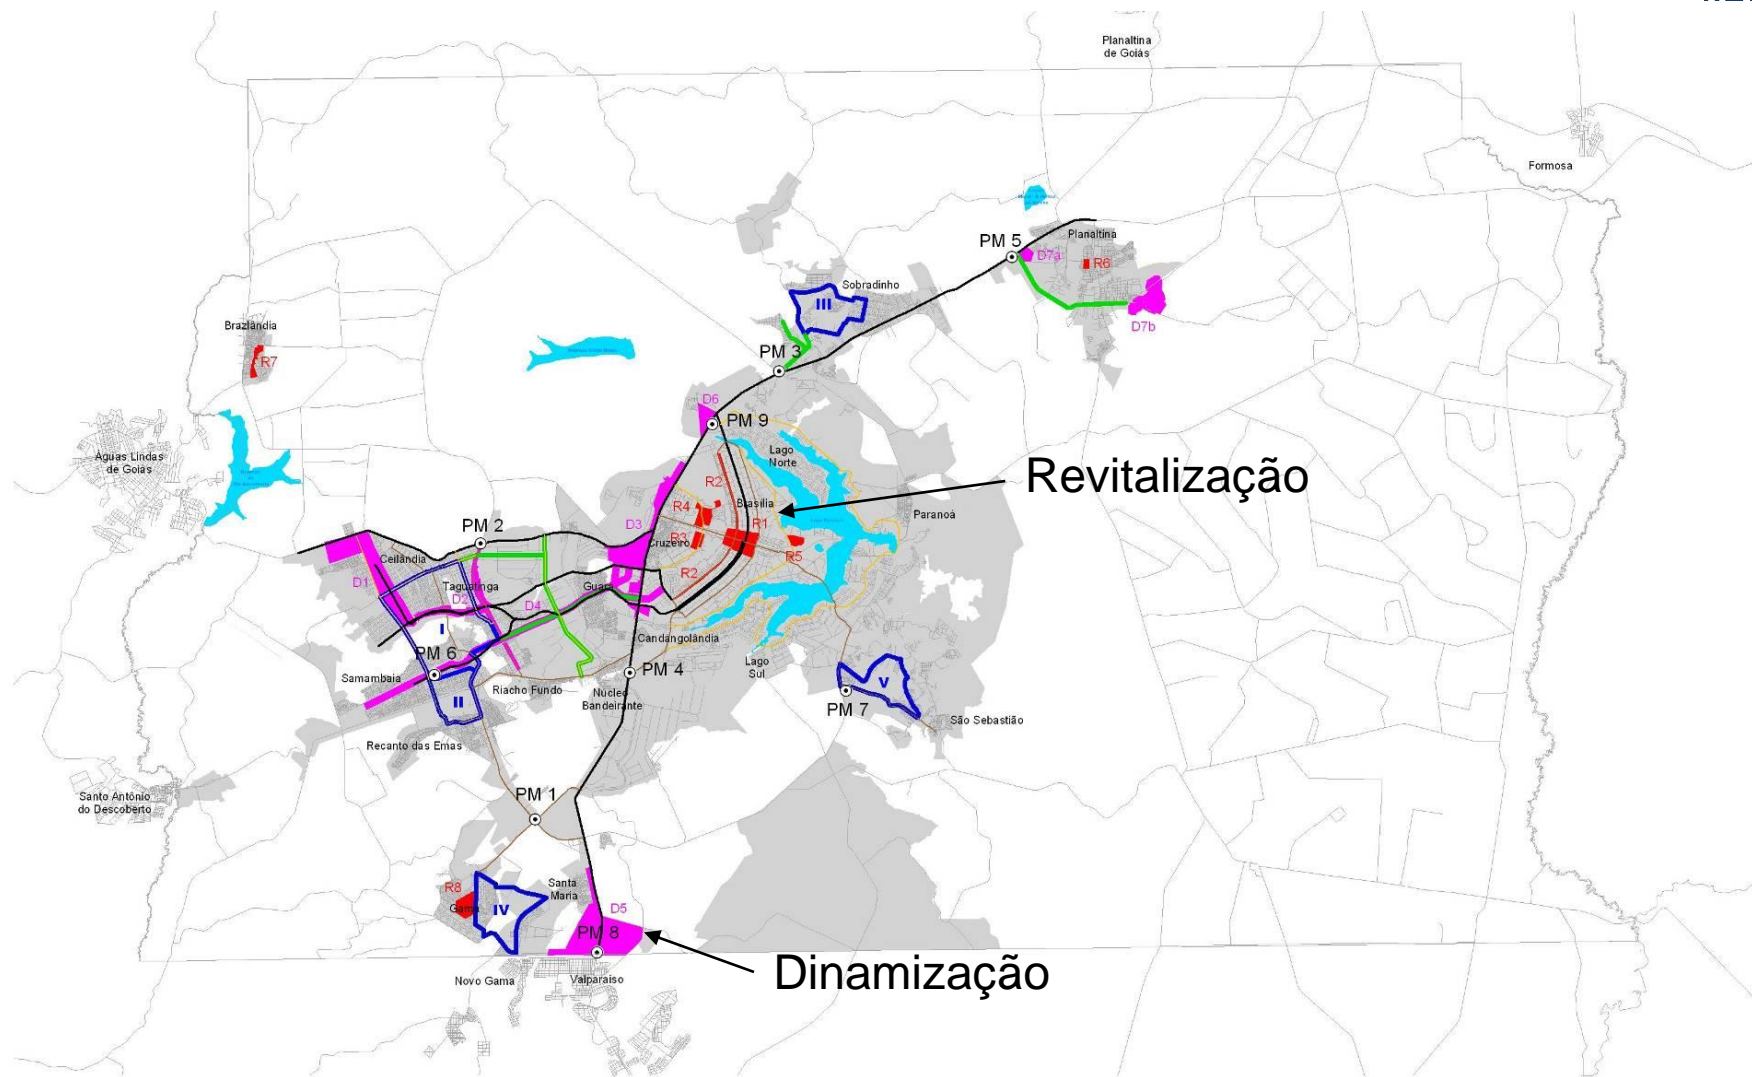 Planaltina
de Goiás
Formosa
Planaltina
PM 5
D7a
R6
Sobradinho
III
D7b
Brazlândia
R7
PM 3
D6
PM 9
Lago
Norte
Águas Lindas
de Goiás
Revitalização
R2
Brasília
R4
Paranoá
PM 2
D3
R1
R3
Cruzeiro
R5
Ceilândia
D1
Taguatinga
Guará
R2
D2
D4
I
Candangolândia
PM 6
Lago
Sul
PM 4
Samambaia
Riacho Fundo
Núcleo
Bandeirante
V
II
PM 7
São Sebastião
Recanto das Emas
Santo Antônio
do Descoberto
PM 1
Santa
Maria
R8
Gama
IV
D5
PM 8
Dinamização
Novo Gama
Valparaíso